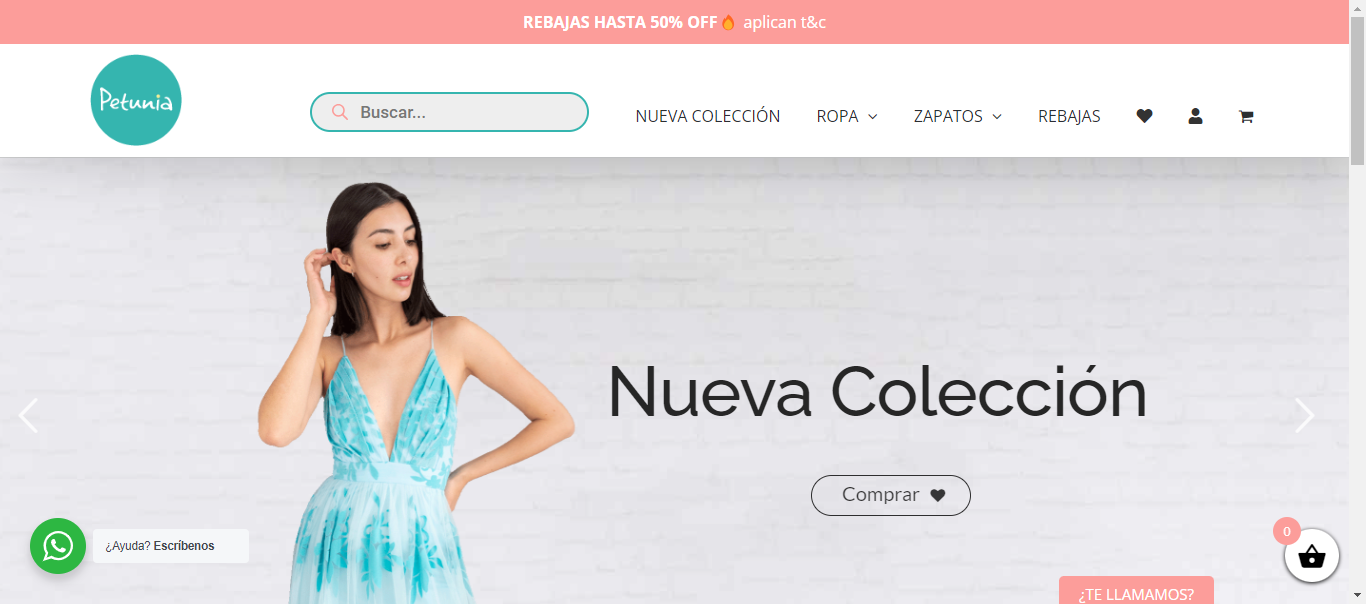 REBAJAS HASTA 50% OFF🔥 aplican t&c
Petunia
Buscar...
NUEVA COLECCIÓN
ROPA
ZAPATOS
REBAJAS
Nueva Colección
Comprar
¿Ayuda? Escríbenos
0
¿TE LLAMAMOS?